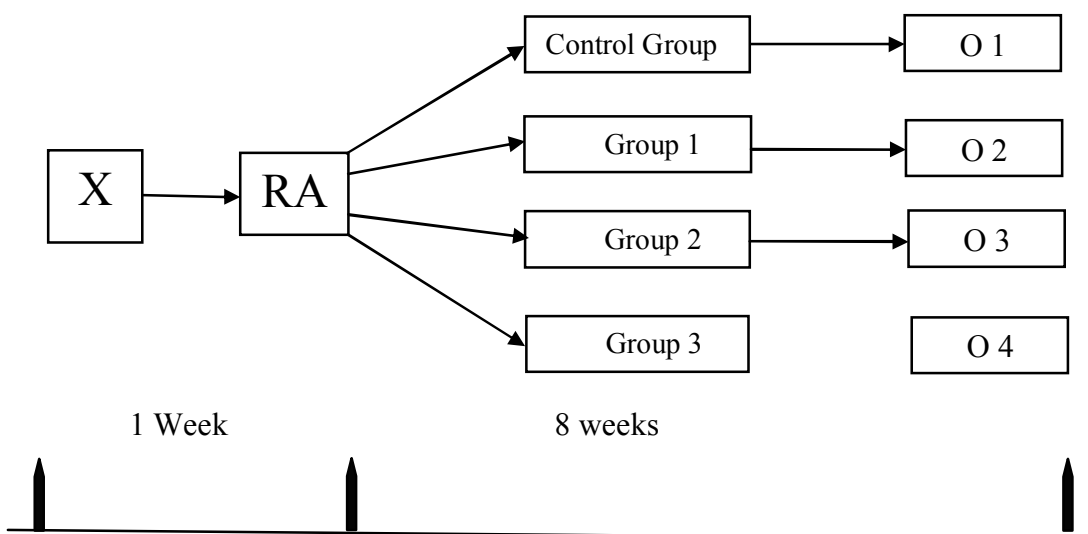 Control Group
O 1
Group 1
O 2
X
RA
Group 2
O 3
Group 3
O 4
1 Week
8 weeks